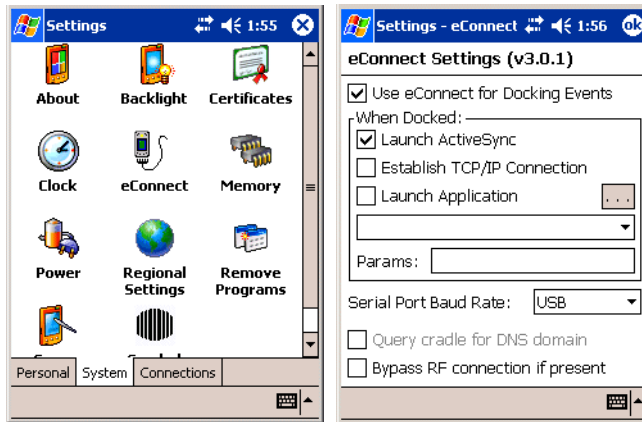 Settings
1:55
About
Backlight
Certificates
Clock
eConnect
Memory
Power
Regional Settings
Remove Programs
Personal
System
Connections
Settings - eConnect
1:56
ok
eConnect Settings (v3.0.1)
Use eConnect for Docking Events
When Docked:
Launch ActiveSync
Establish TCP/IP Connection
Launch Application
...
Params:
Serial Port Baud Rate:
USB
Query cradle for DNS domain
Bypass RF connection if present